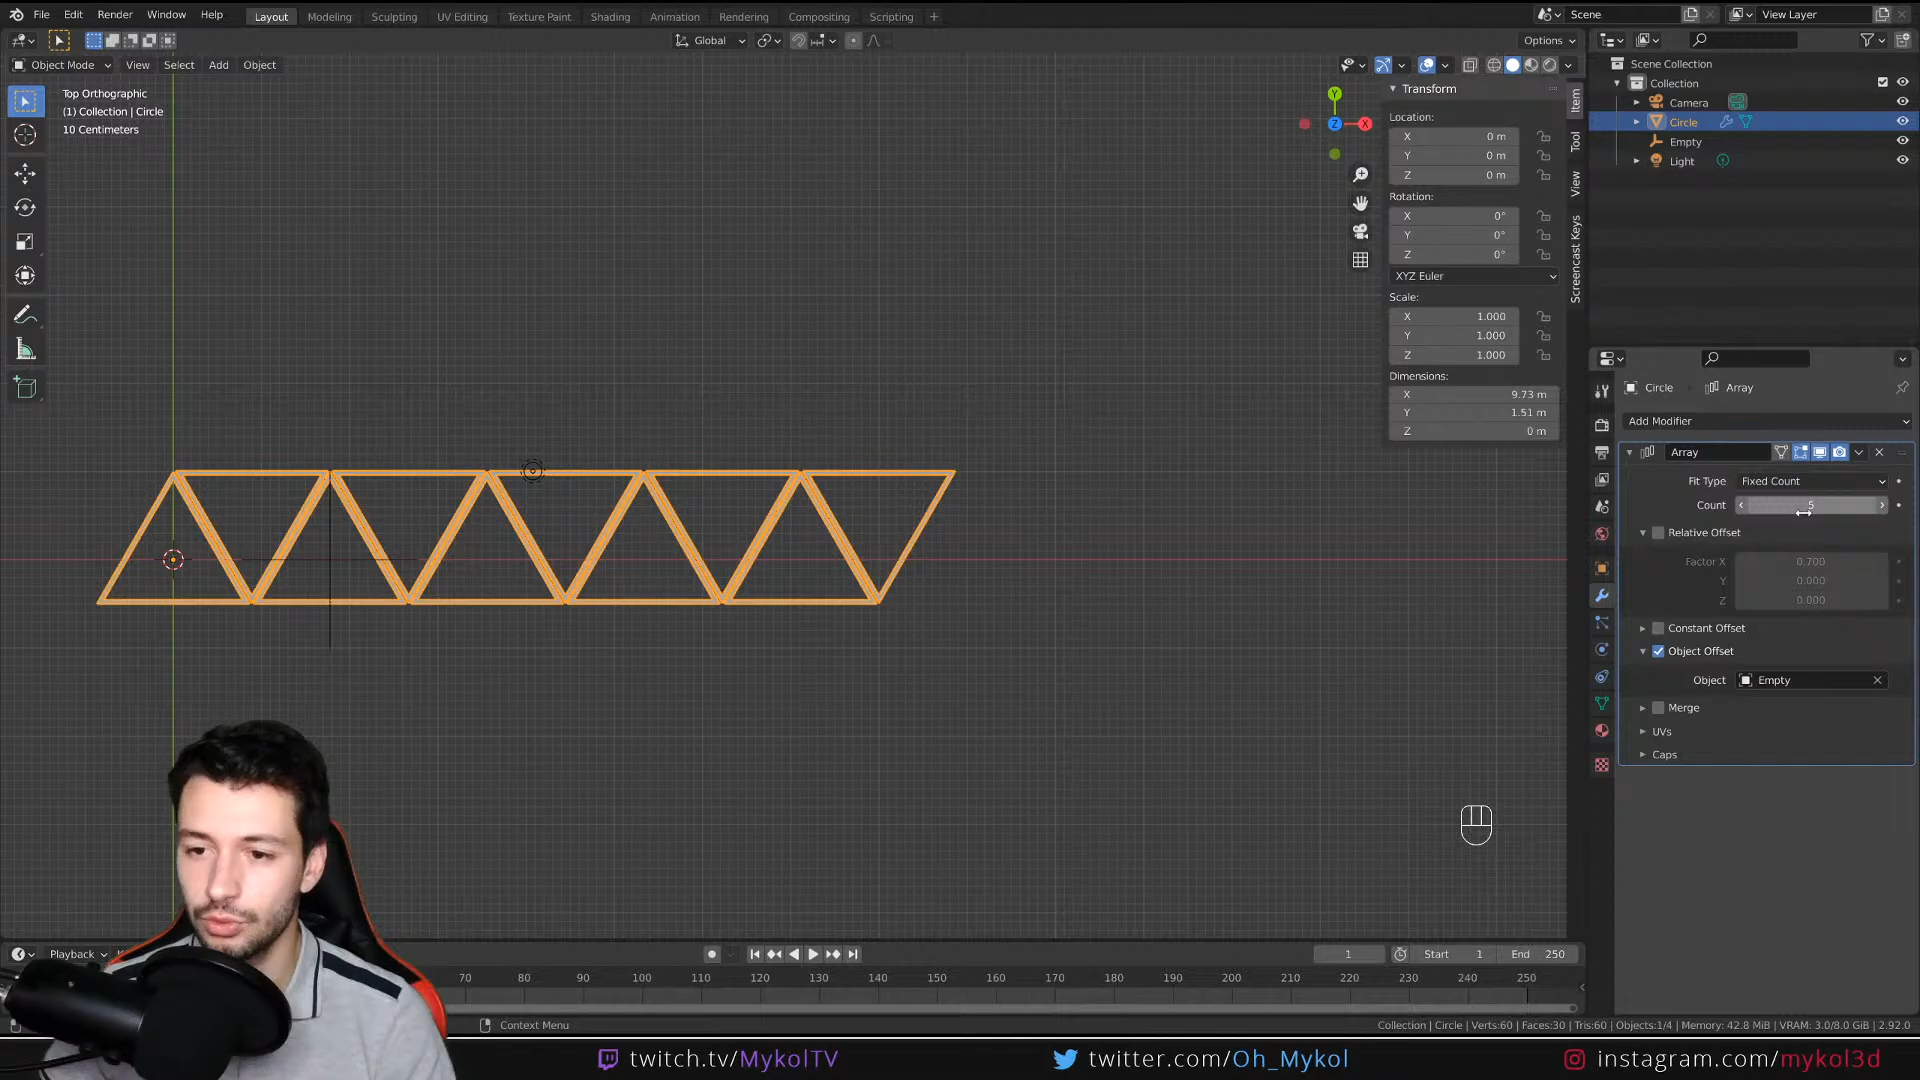 File Edit Render Window Help Layout Modeling Sculpting UV Editing Texture Paint Shading Animation Rendering Compositing Scripting + Scene View Layer
Global Options
Object Mode View Select Add Object
Top Orthographic
(1) Collection | Circle
10 Centimeters
Y
Z
X
Transform
Location:
X 0 m
Y 0 m
Z 0 m
Rotation:
X 0°
Y 0°
Z 0°
XYZ Euler
Scale:
X 1.000
Y 1.000
Z 1.000
Dimensions:
X 9.73 m
Y 1.51 m
Z 0 m
Item
Tool
View
Screencast Keys
Scene Collection
Collection
Camera
Circle
Empty
Light
Circle Array
Add Modifier
Array
Fit Type Fixed Count
Count 5
Relative Offset
Factor X 0.700
Y 0.000
Z 0.000
Constant Offset
Object Offset
Object Empty
Merge
UVs
Caps
Playback
1 Start 1 End 250
70 80 90 100 110 120 130 140 150 160 170 180 190 200 210 220 230 240 250
Context Menu
Collection | Circle | Verts:60 | Faces:30 | Tris:60 | Objects:1/4 | Memory: 42.8 MiB | VRAM: 3.0/8.0 GiB | 2.92.0
twitch.tv/MykolTV twitter.com/Oh_Mykol instagram.com/mykol3d